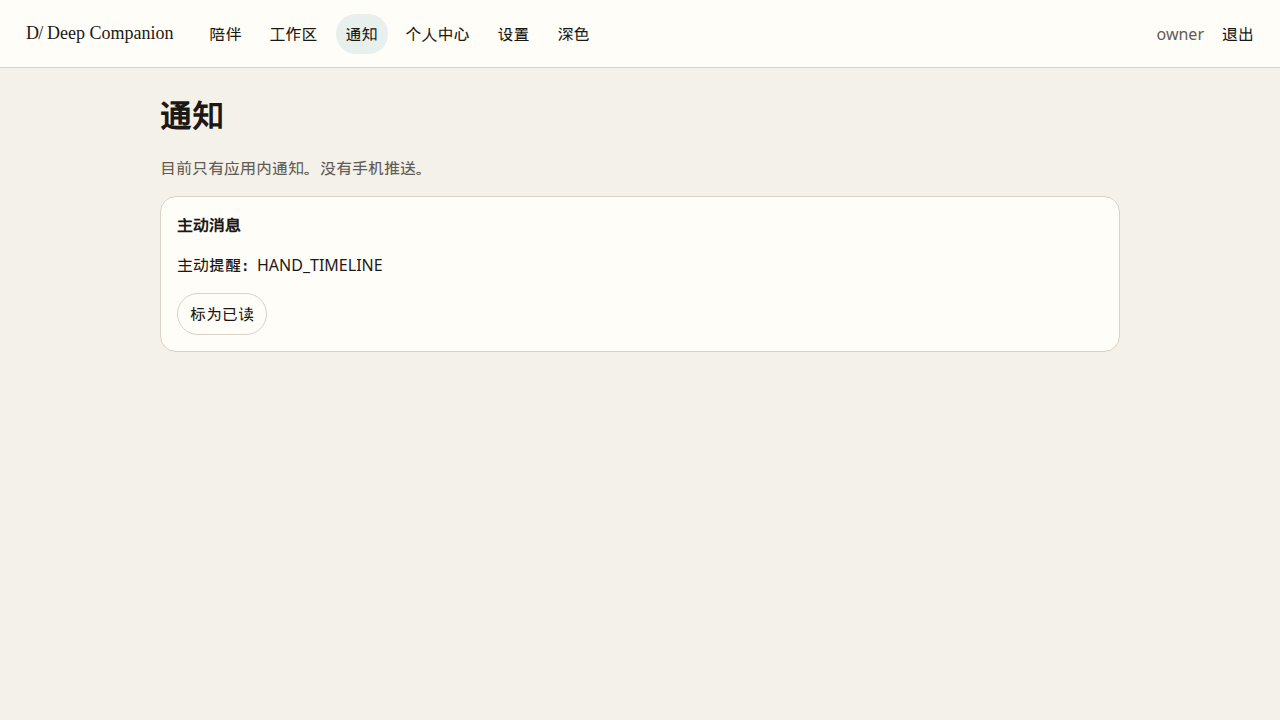 D/ Deep Companion 陪伴 工作区 通知 个人中心 设置 深色 owner 退出
通知
目前只有应用内通知。没有手机推送。
主动消息
主动提醒：HAND_TIMELINE
标为已读